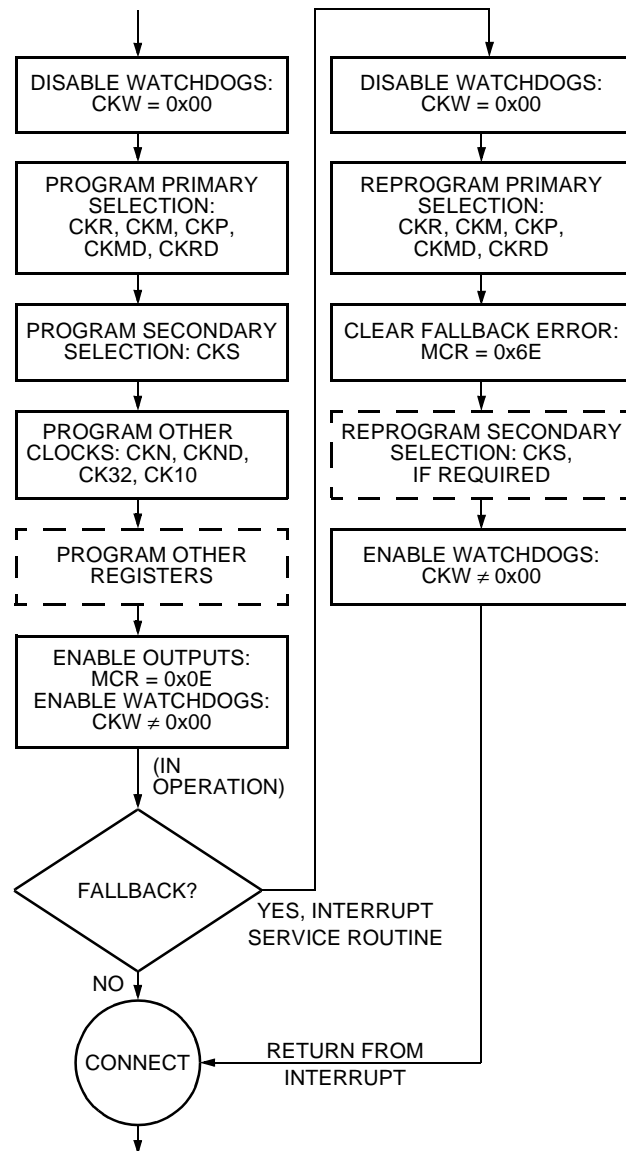 DISABLE WATCHDOGS:
CKW = 0x00
PROGRAM PRIMARY
SELECTION:
CKR, CKM, CKP,
CKMD, CKRD
PROGRAM SECONDARY
SELECTION: CKS
PROGRAM OTHER
CLOCKS: CKN, CKND,
CK32, CK10
PROGRAM OTHER
REGISTERS
ENABLE OUTPUTS:
MCR = 0x0E
ENABLE WATCHDOGS:
CKW ≠ 0x00
(IN
OPERATION)
FALLBACK?
YES, INTERRUPT
SERVICE ROUTINE
NO
CONNECT
DISABLE WATCHDOGS:
CKW = 0x00
REPROGRAM PRIMARY
SELECTION:
CKR, CKM, CKP,
CKMD, CKRD
CLEAR FALLBACK ERROR:
MCR = 0x6E
REPROGRAM SECONDARY
SELECTION: CKS,
IF REQUIRED
ENABLE WATCHDOGS:
CKW ≠ 0x00
RETURN FROM
INTERRUPT